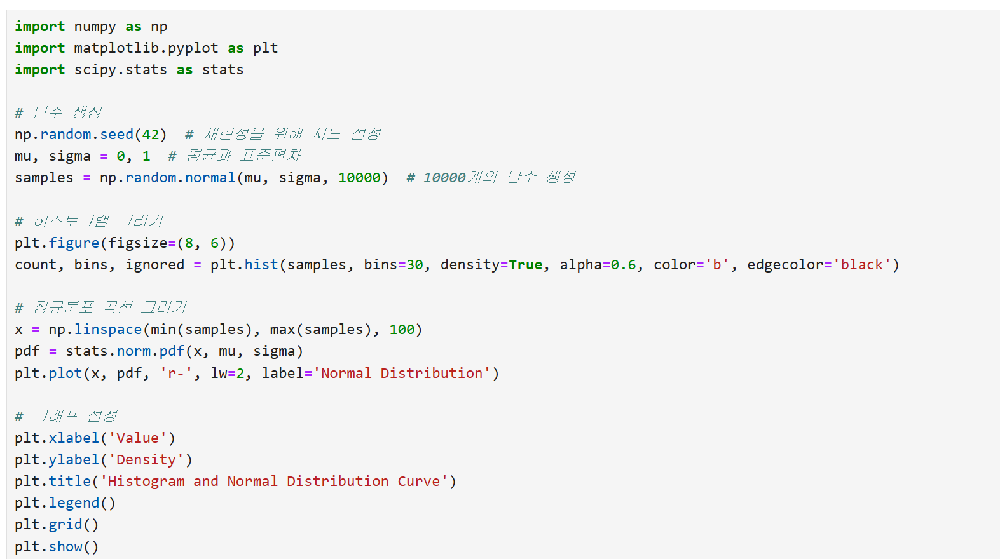 import numpy as np
import matplotlib.pyplot as plt
import scipy.stats as stats

# 난수 생성
np.random.seed(42)  # 재현성을 위해 시드 설정
mu, sigma = 0, 1  # 평균과 표준편차
samples = np.random.normal(mu, sigma, 10000)  # 10000개의 난수 생성

# 히스토그램 그리기
plt.figure(figsize=(8, 6))
count, bins, ignored = plt.hist(samples, bins=30, density=True, alpha=0.6, color='b', edgecolor='black')

# 정규분포 곡선 그리기
x = np.linspace(min(samples), max(samples), 100)
pdf = stats.norm.pdf(x, mu, sigma)
plt.plot(x, pdf, 'r-', lw=2, label='Normal Distribution')

# 그래프 설정
plt.xlabel('Value')
plt.ylabel('Density')
plt.title('Histogram and Normal Distribution Curve')
plt.legend()
plt.grid()
plt.show()